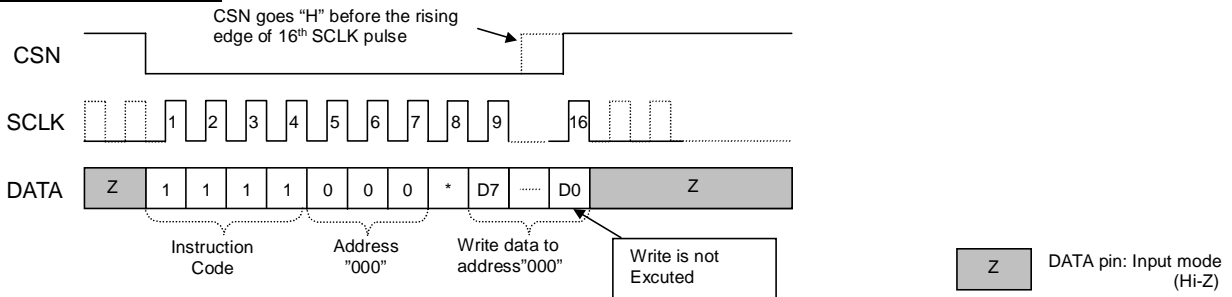 CSN goes “H” before the rising
edge of 16th SCLK pulse
CSN
SCLK 1 2 3 4 5 6 7 8 9 16
DATA Z 1 1 1 1 0 0 0 * D7 ...... D0 Z
Instruction
Code
Address
”000”
Write data to
address”000”
Write is not
Excuted
Z DATA pin: Input mode
(Hi-Z)